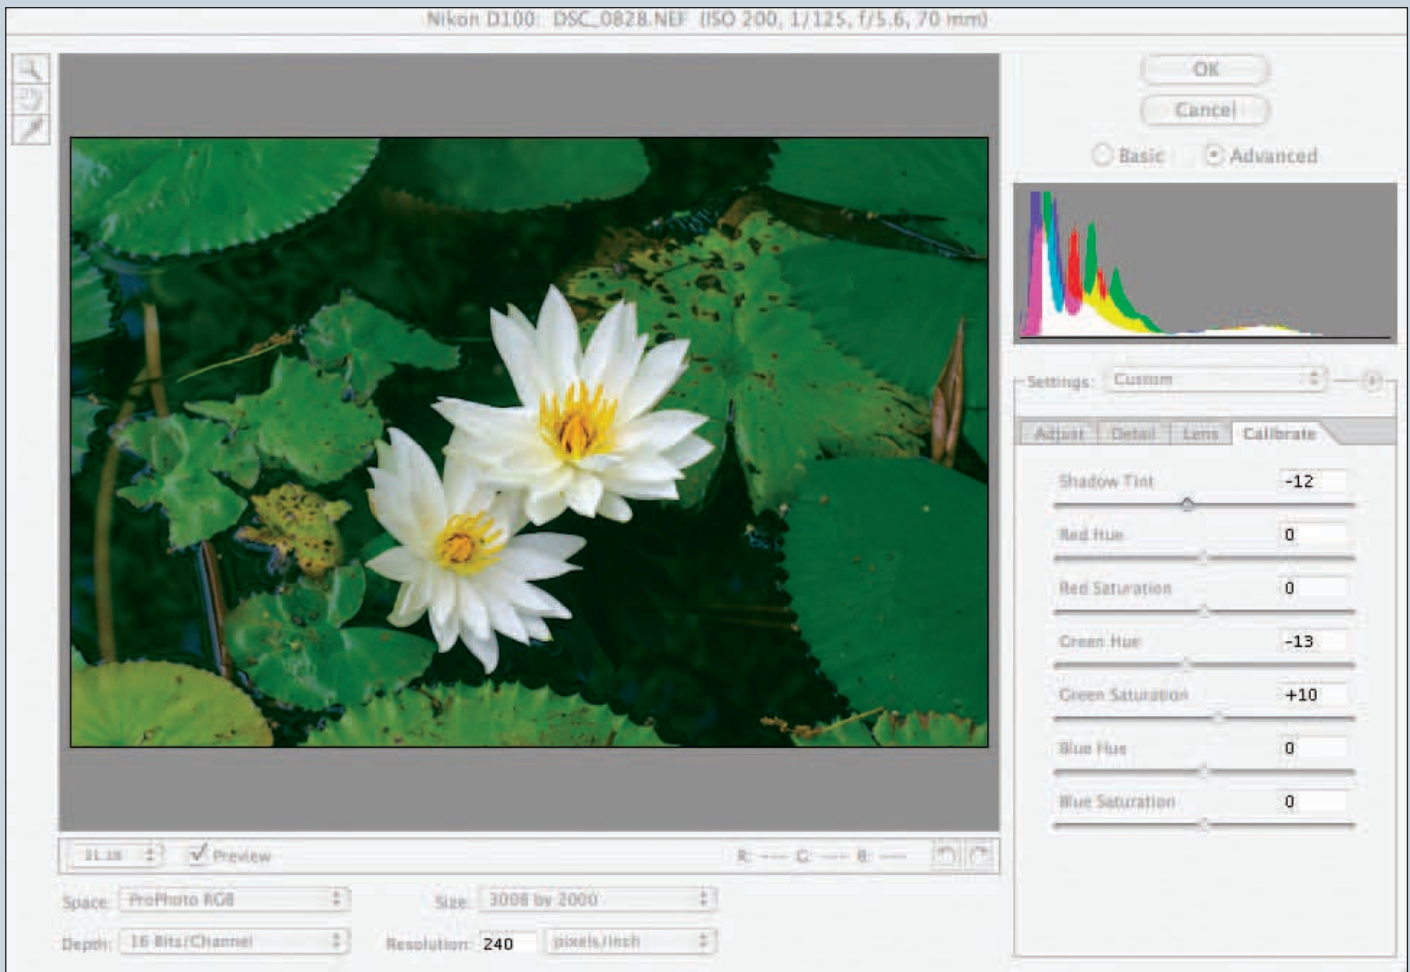 Nikon D100: DSC_0828.NEF (ISO 200, 1/125, f/5.6, 70 mm)
OK
Cancel
Basic Advanced
Settings: Custom
Adjust Detail Lens Calibrate
Shadow Tint -12
Red Hue 0
Red Saturation 0
Green Hue -13
Green Saturation +10
Blue Hue 0
Blue Saturation 0
Preview R: --- G: --- B: ---
Space: ProPhoto RGB Size: 3008 by 2000
Depth: 16 Bits/Channel Resolution: 240 pixels/inch